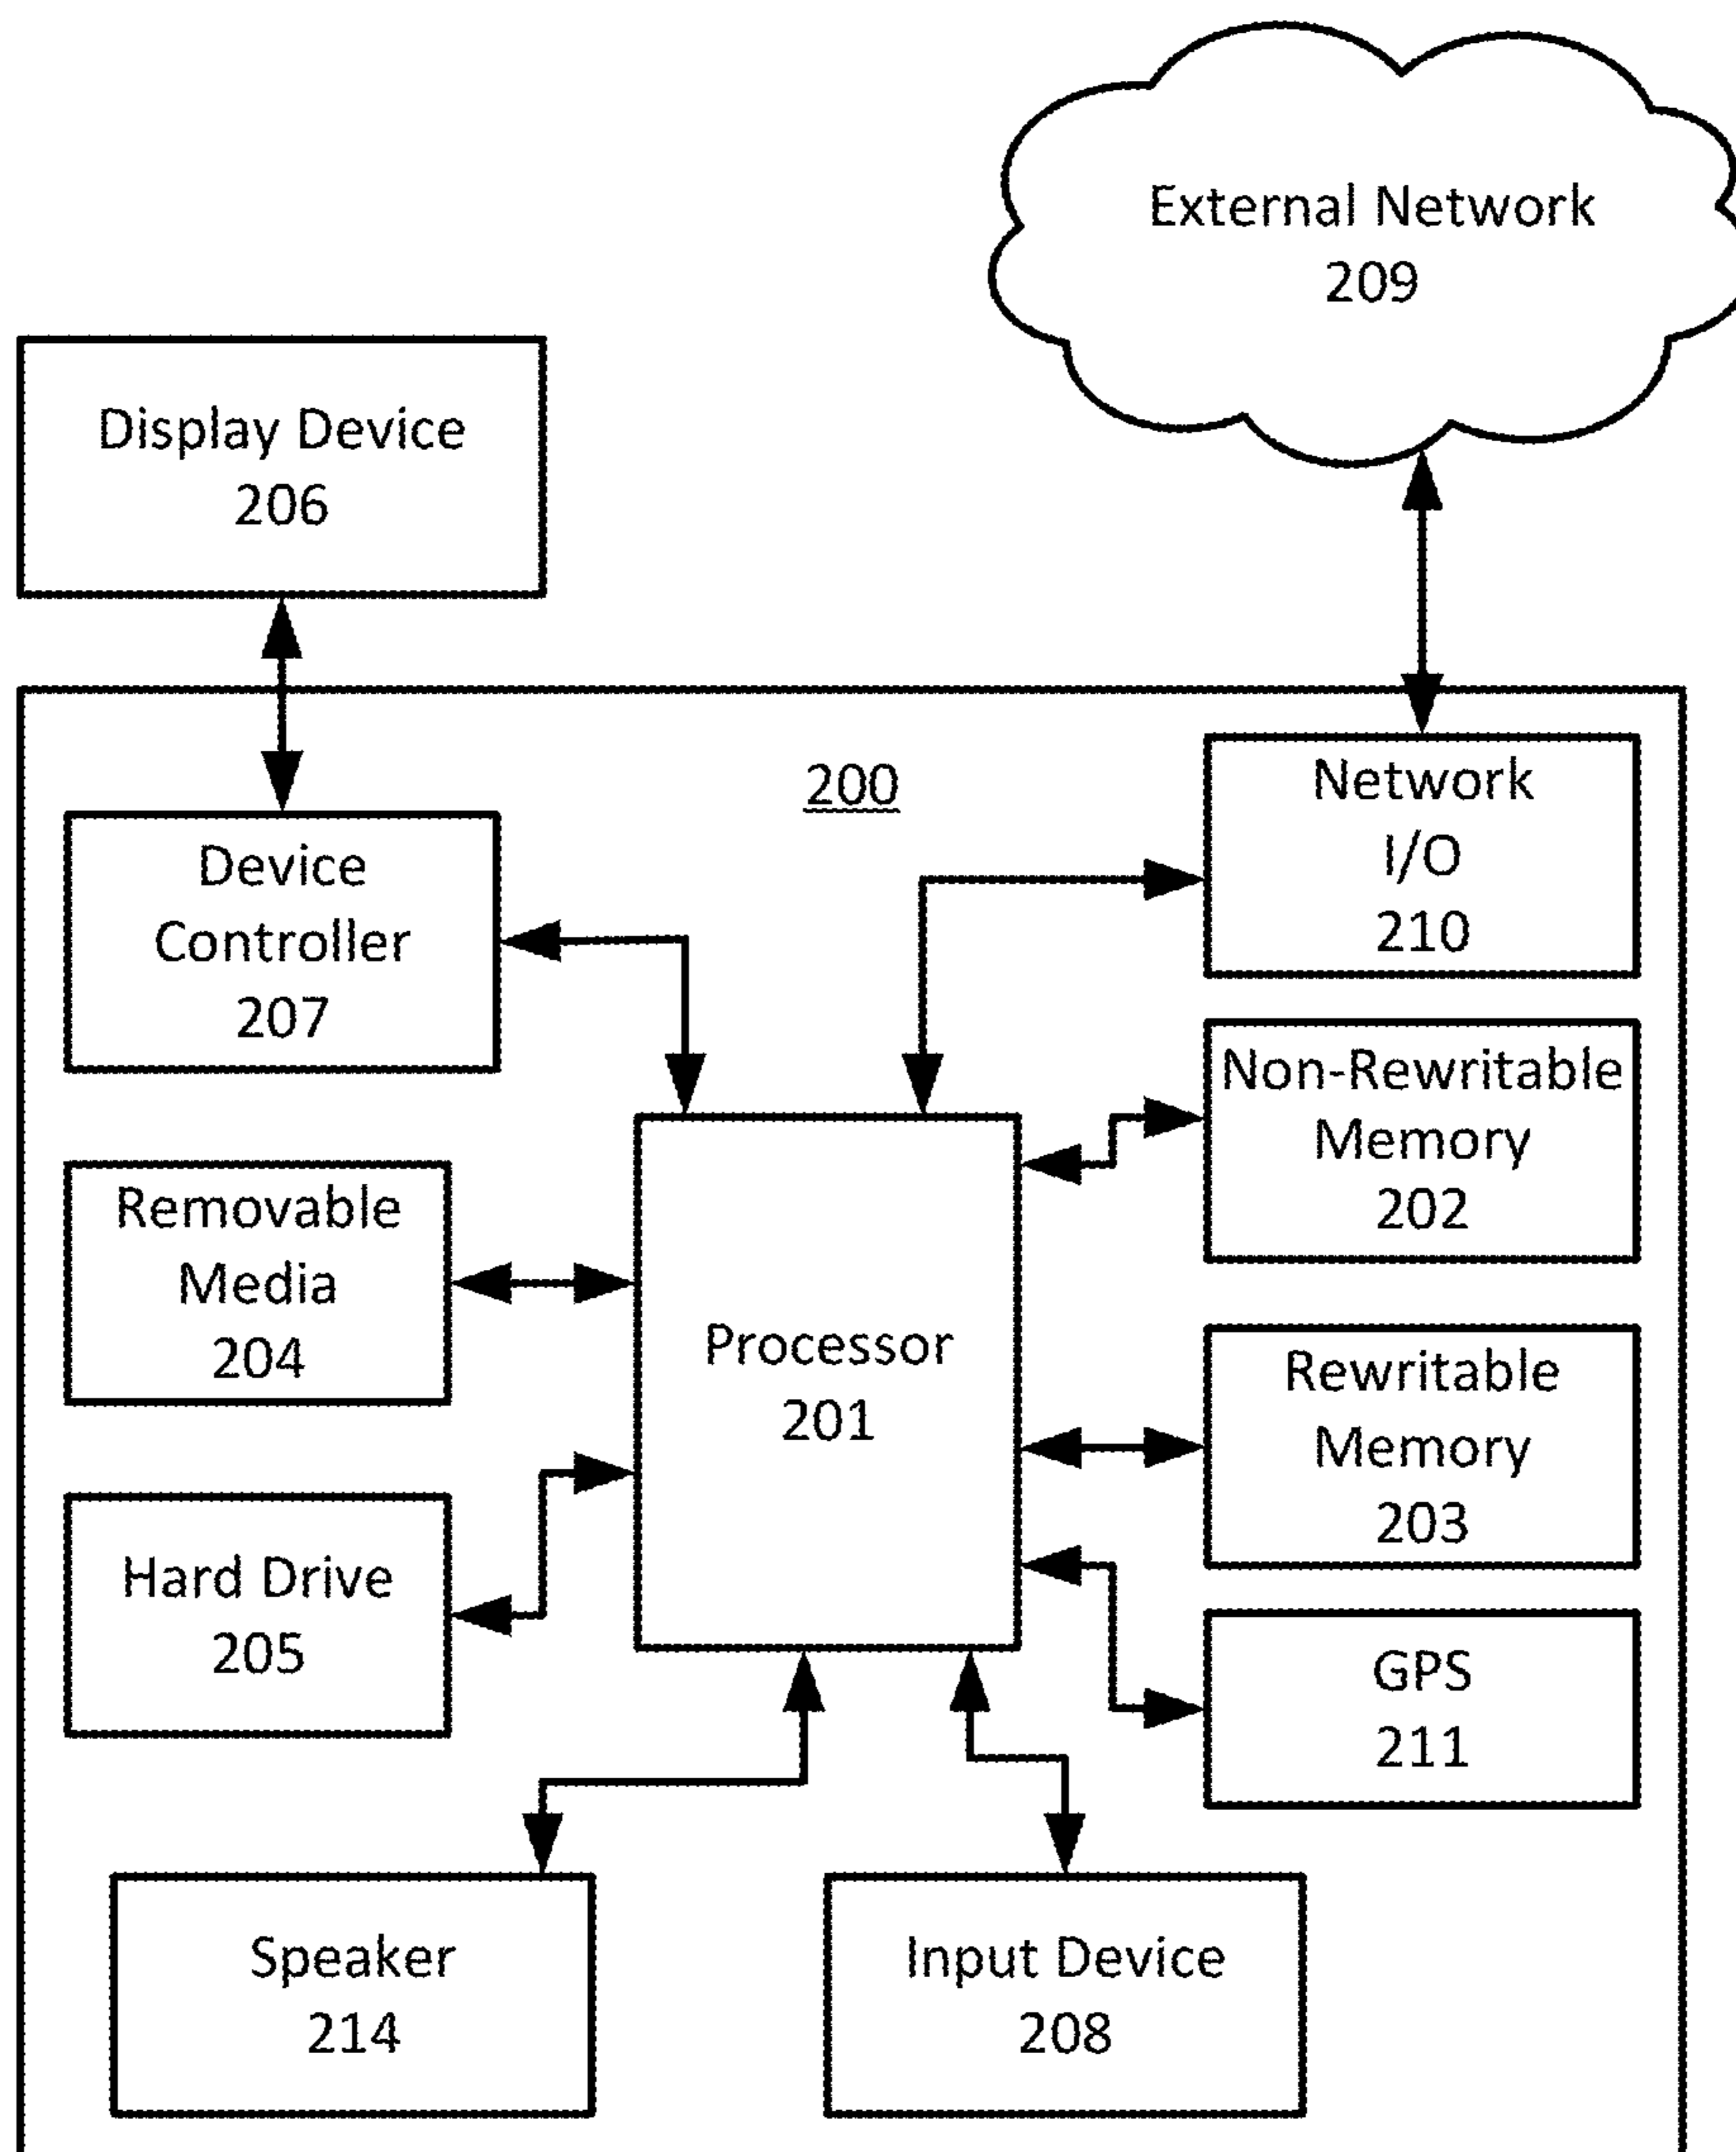 External Network
209
Display Device
206
200
Network
I/O
210
Device
Controller
207
Non-Rewritable
Memory
202
Removable
Media
204
Processor
201
Rewritable
Memory
203
Hard Drive
205
GPS
211
Speaker
214
Input Device
208